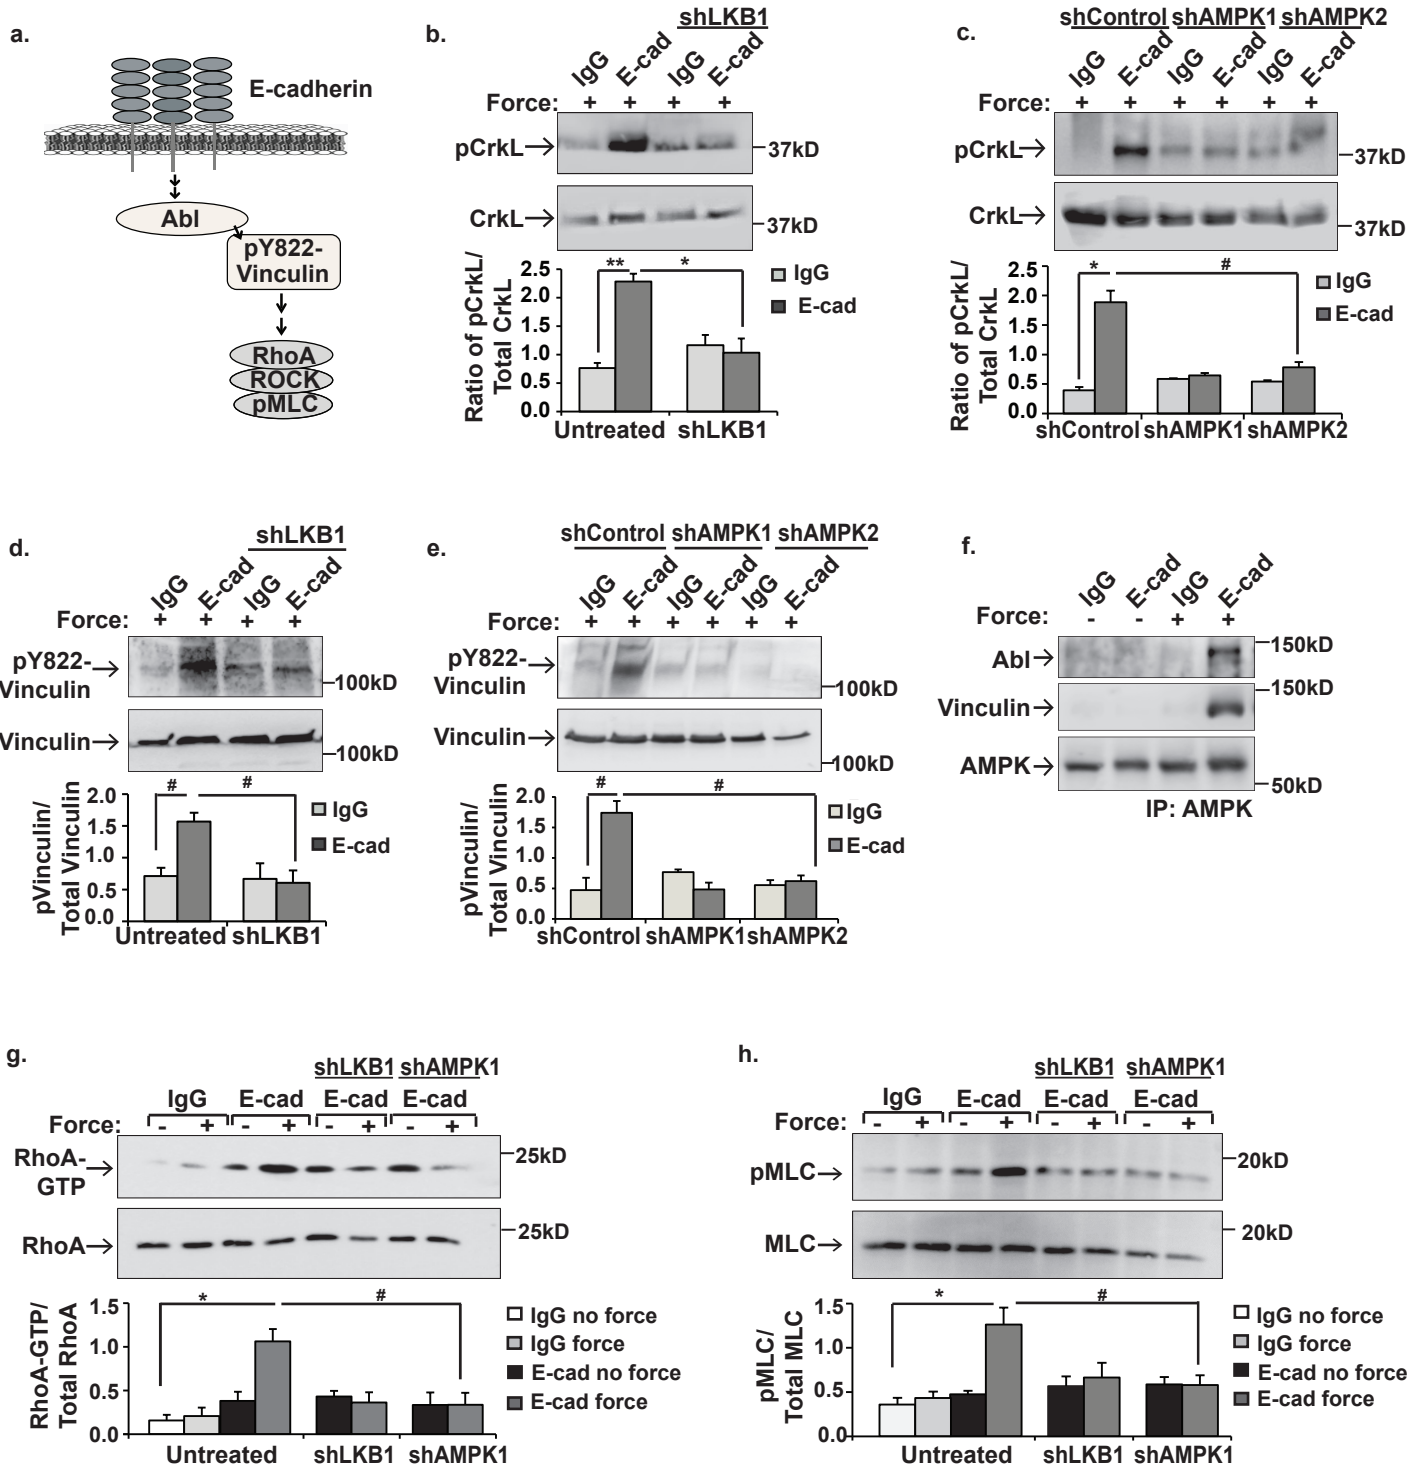 a.
E-cadherin
Abl
pY822-
Vinculin
RhoA
ROCK
pMLC
b.
shLKB1
IgG E-cad IgG E-cad
Force: + + + +
pCrkL→ 37kD
CrkL→ 37kD
Ratio of pCrkL/
Total CrkL
2.5
2.0
1.5
1.0
0.5
0.0
** *
IgG
E-cad
Untreated shLKB1
c.
shControl shAMPK1 shAMPK2
IgG E-cad IgG E-cad IgG E-cad
Force: + + + + + +
pCrkL→ 37kD
CrkL→ 37kD
Ratio of pCrkL/
Total CrkL
2.5
2.0
1.5
1.0
0.5
0.0
* #
IgG
E-cad
shControl shAMPK1 shAMPK2
d.
shLKB1
IgG E-cad IgG E-cad
Force: + + + +
pY822-→
Vinculin
100kD
Vinculin→
100kD
pVinculin/
Total Vinculin
2.0
1.5
1.0
0.5
0.0
# #
IgG
E-cad
Untreated shLKB1
e.
shControl shAMPK1 shAMPK2
IgG E-cad IgG E-cad IgG E-cad
Force: + + + + + +
pY822-→
Vinculin
100kD
Vinculin→
100kD
pVinculin/
Total Vinculin
2.0
1.5
1.0
0.5
0
# #
IgG
E-cad
shControl shAMPK1 shAMPK2
f.
IgG E-cad IgG E-cad
Force: - - + +
Abl→ 150kD
Vinculin→ 150kD
AMPK→ 50kD
IP: AMPK
g.
shLKB1 shAMPK1
IgG E-cad E-cad E-cad
Force: - + - + - + - +
RhoA-→
GTP
25kD
RhoA→ 25kD
RhoA-GTP/
Total RhoA
1.5
1.0
0.5
0.0
* #
IgG no force
IgG force
E-cad no force
E-cad force
Untreated shLKB1 shAMPK1
h.
shLKB1 shAMPK1
IgG E-cad E-cad E-cad
Force: - + - + - + - +
pMLC→ 20kD
MLC→ 20kD
pMLC/
Total MLC
1.5
1.0
0.5
0.0
* #
IgG no force
IgG force
E-cad no force
E-cad force
Untreated shLKB1 shAMPK1